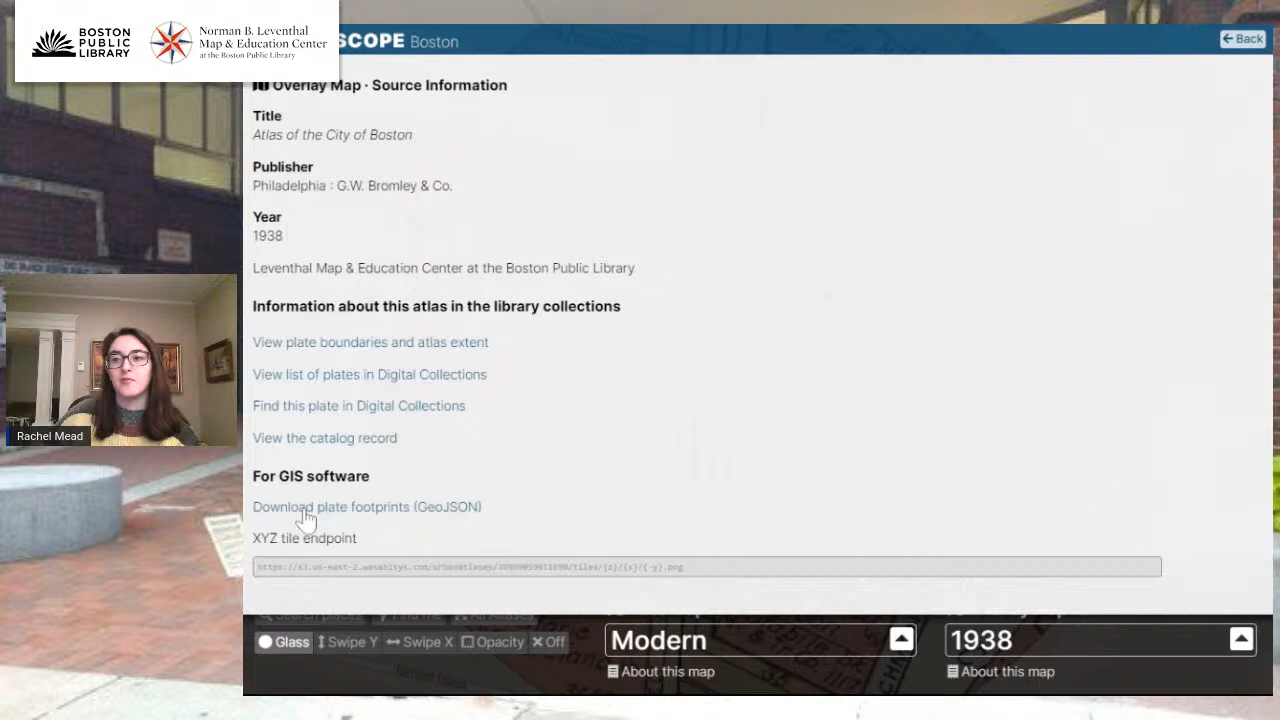 BOSTON
PUBLIC
LIBRARY
Norman B. Leventhal
Map & Education Center
at the Boston Public Library
SCOPE Boston
Back
Overlay Map · Source Information
Title
Atlas of the City of Boston
Publisher
Philadelphia : G.W. Bromley & Co.
Year
1938
Leventhal Map & Education Center at the Boston Public Library
Information about this atlas in the library collections
View plate boundaries and atlas extent
View list of plates in Digital Collections
Find this plate in Digital Collections
View the catalog record
Rachel Mead
For GIS software
Download plate footprints (GeoJSON)
XYZ tile endpoint
Glass Swipe Y Swipe X Opacity Off
Modern
1938
About this map
About this map